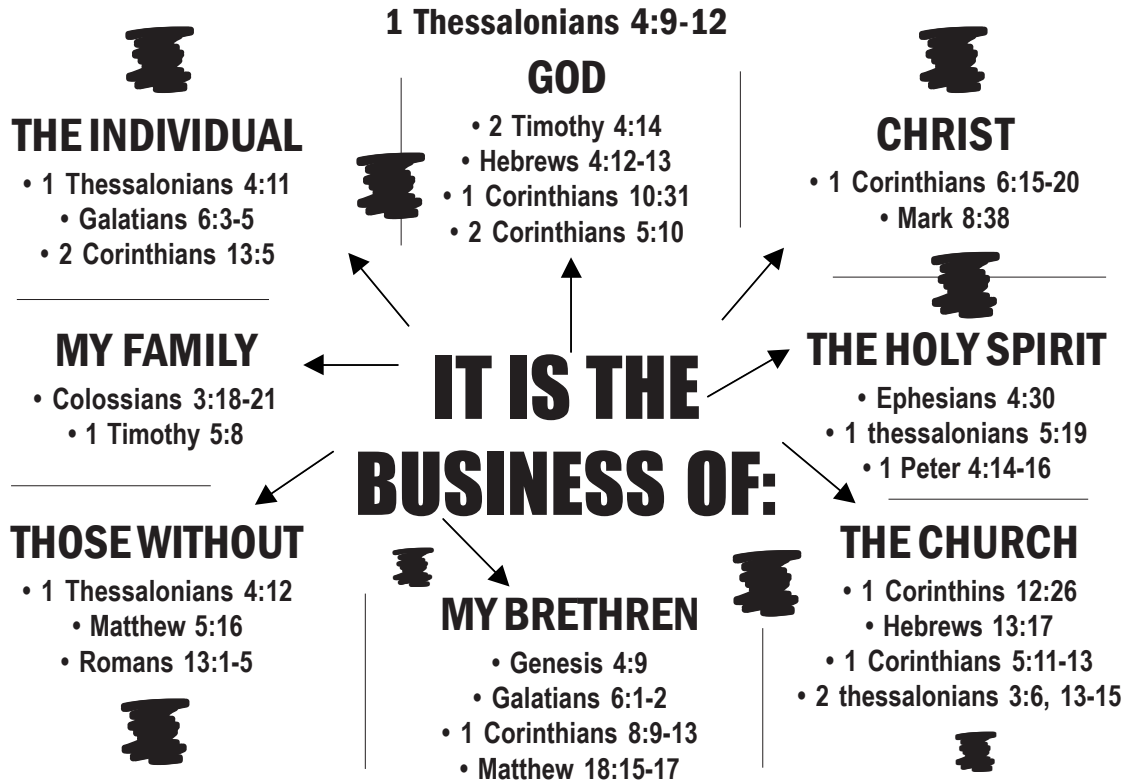 1 Thessalonians 4:9-12
GOD
• 2 Timothy 4:14
• Hebrews 4:12-13
• 1 Corinthians 10:31
• 2 Corinthians 5:10
THE INDIVIDUAL
• 1 Thessalonians 4:11
• Galatians 6:3-5
• 2 Corinthians 13:5
CHRIST
• 1 Corinthians 6:15-20
• Mark 8:38
MY FAMILY
• Colossians 3:18-21
• 1 Timothy 5:8
IT IS THE
BUSINESS OF:
THE HOLY SPIRIT
• Ephesians 4:30
• 1 thessalonians 5:19
• 1 Peter 4:14-16
THOSE WITHOUT
• 1 Thessalonians 4:12
• Matthew 5:16
• Romans 13:1-5
MY BRETHREN
• Genesis 4:9
• Galatians 6:1-2
• 1 Corinthians 8:9-13
• Matthew 18:15-17
THE CHURCH
• 1 Corinthins 12:26
• Hebrews 13:17
• 1 Corinthians 5:11-13
• 2 thessalonians 3:6, 13-15